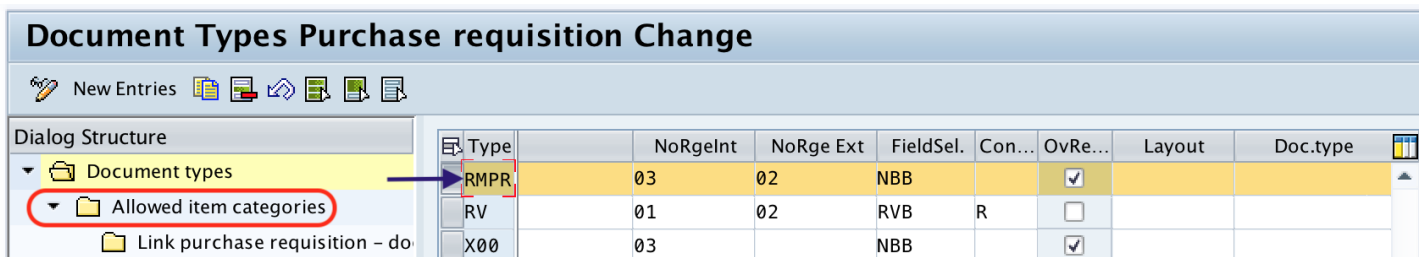 Document Types Purchase requisition Change
New Entries
Dialog Structure
Document types
Allowed item categories
Link purchase requisition – do
Type NoRgeInt NoRge Ext FieldSel. Con... OvRe... Layout Doc.type
RMPR 03 02 NBB
RV 01 02 RVB R
X00 03 NBB